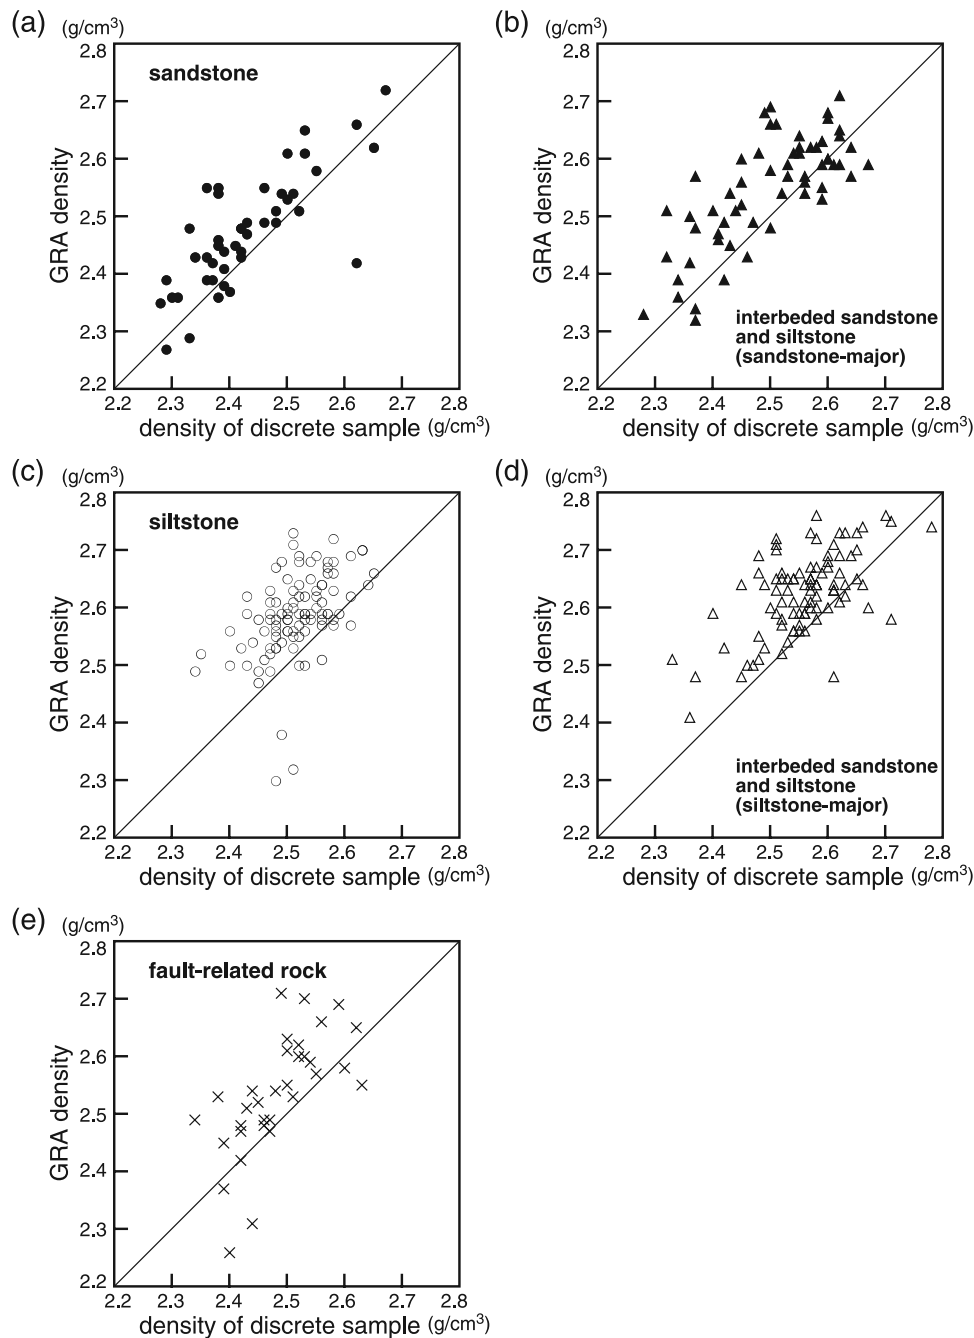 (a) (g/cm³)
2.8
sandstone
2.7
2.6
GRA density
2.5
2.4
2.3
2.2
2.2 2.3 2.4 2.5 2.6 2.7 2.8
density of discrete sample (g/cm³)
(b) (g/cm³)
2.8
2.7
2.6
GRA density
2.5
2.4
2.3
interbeded sandstone
and siltstone
(sandstone-major)
2.2
2.2 2.3 2.4 2.5 2.6 2.7 2.8
density of discrete sample (g/cm³)
(c) (g/cm³)
2.8
siltstone
2.7
2.6
GRA density
2.5
2.4
2.3
2.2
2.2 2.3 2.4 2.5 2.6 2.7 2.8
density of discrete sample (g/cm³)
(d) (g/cm³)
2.8
2.7
2.6
GRA density
2.5
2.4
2.3
interbeded sandstone
and siltstone
(siltstone-major)
2.2
2.2 2.3 2.4 2.5 2.6 2.7 2.8
density of discrete sample (g/cm³)
(e) (g/cm³)
2.8
fault-related rock
2.7
2.6
GRA density
2.5
2.4
2.3
2.2
2.2 2.3 2.4 2.5 2.6 2.7 2.8
density of discrete sample (g/cm³)